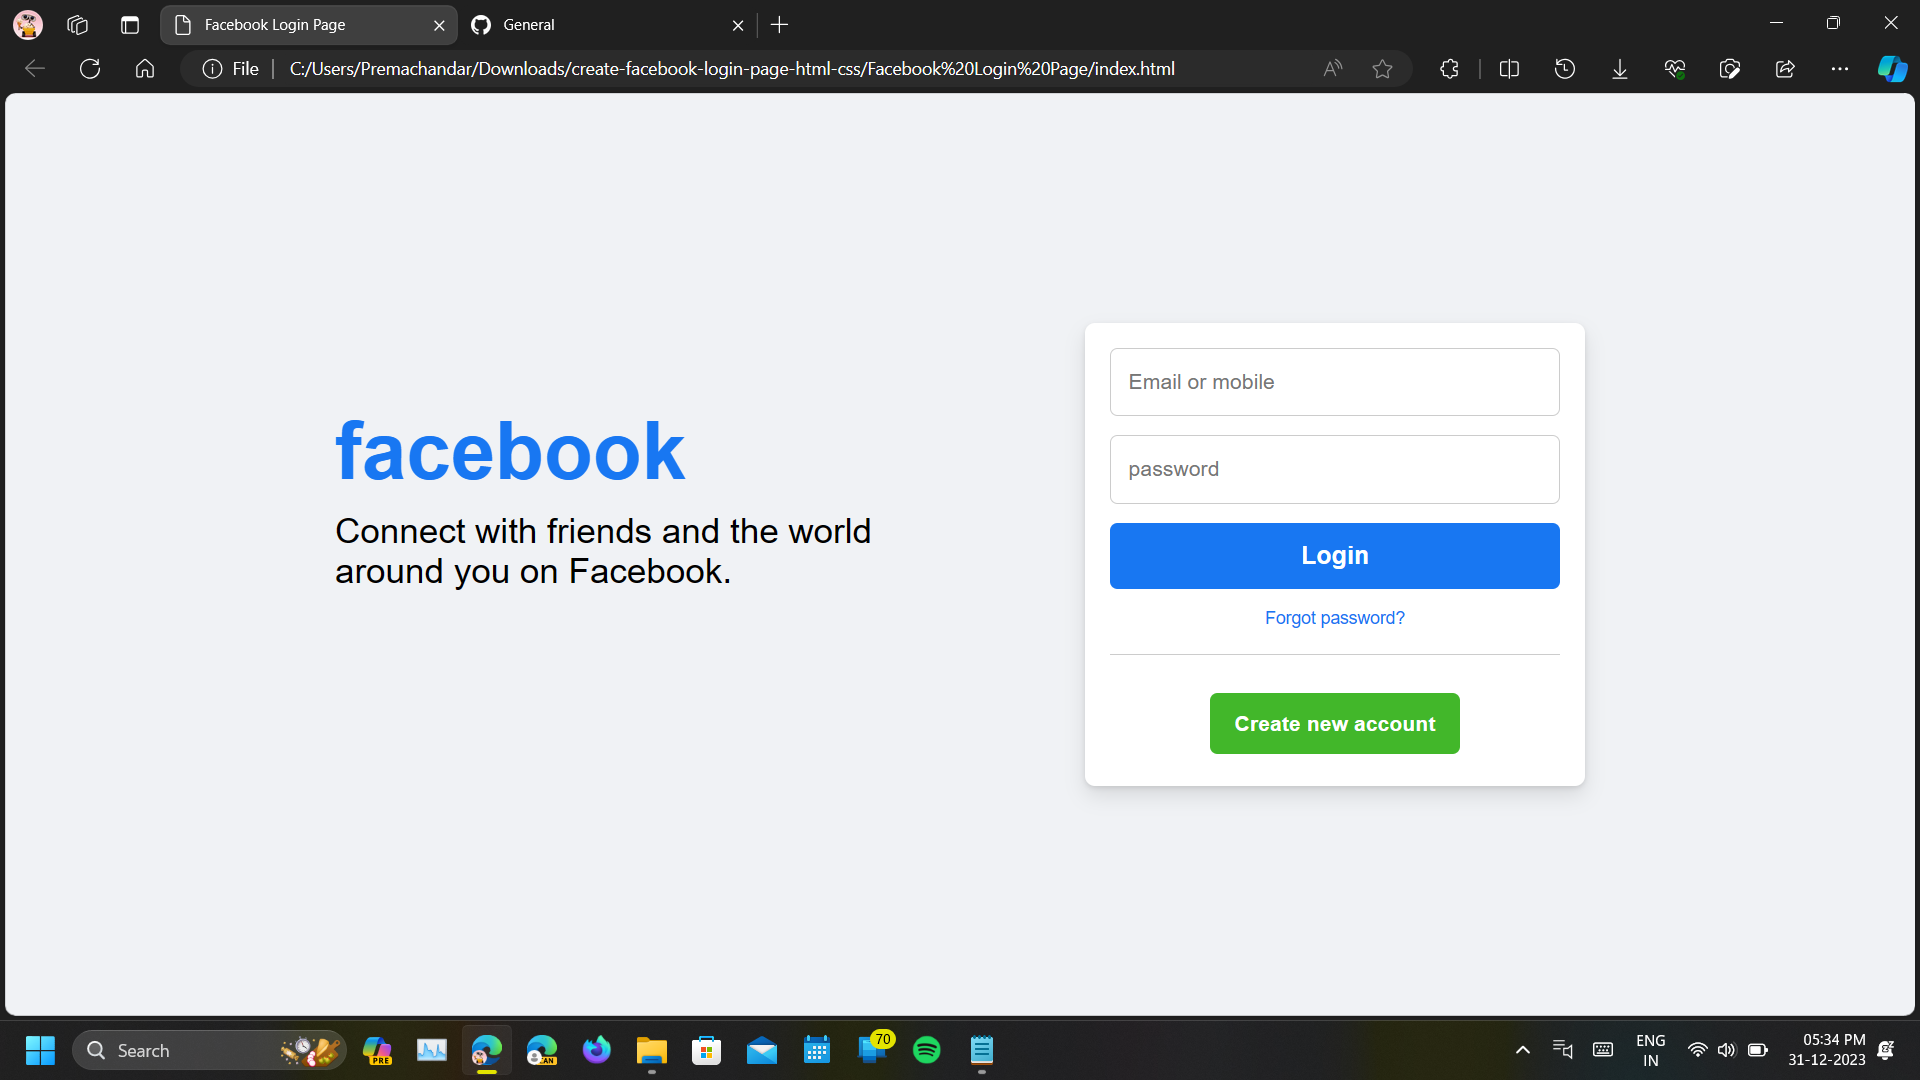 Facebook Login Page
General
File
C:/Users/Premachandar/Downloads/create-facebook-login-page-html-css/Facebook%20Login%20Page/index.html
facebook
Connect with friends and the world
around you on Facebook.
Email or mobile
password
Login
Forgot password?
Create new account
Search
PRE
CAN
70
ENG
IN
05:34 PM
31-12-2023